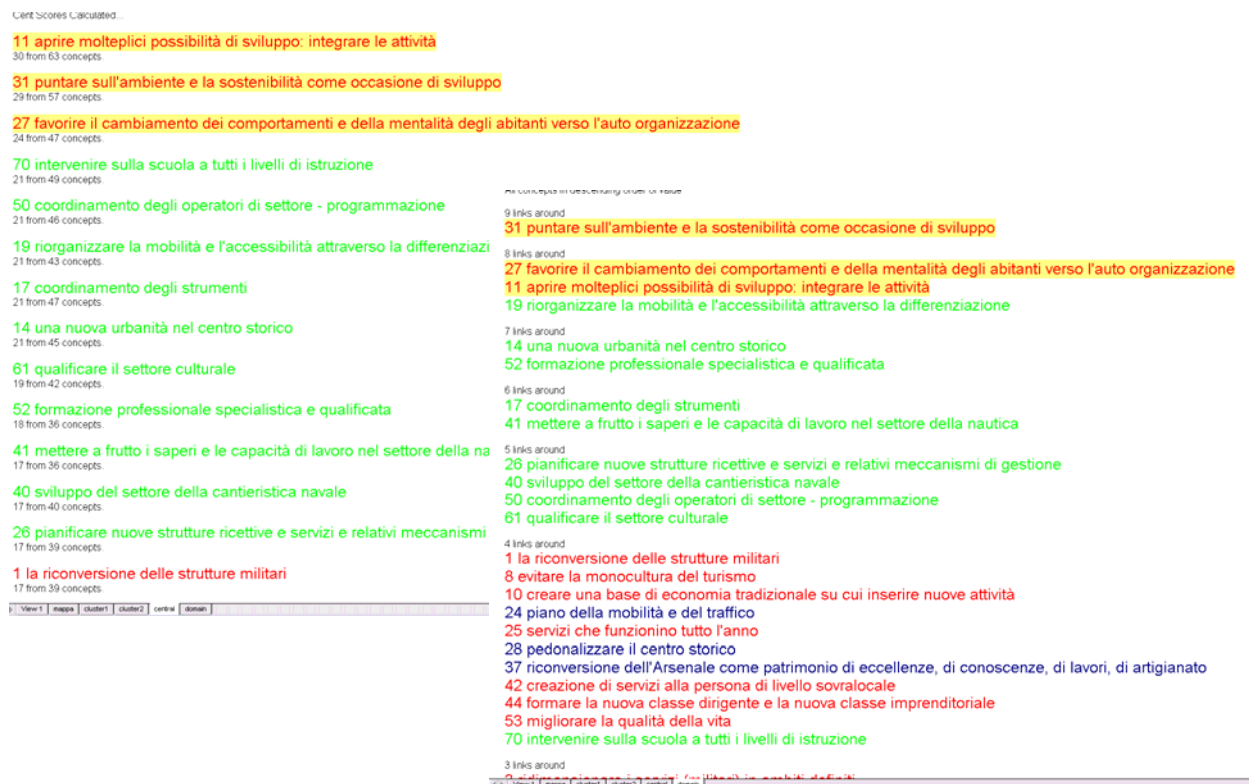 Cent Scores Calculated...
11 aprire molteplici possibilità di sviluppo: integrare le attività
30 from 63 concepts.
31 puntare sull'ambiente e la sostenibilità come occasione di sviluppo
29 from 57 concepts.
27 favorire il cambiamento dei comportamenti e della mentalità degli abitanti verso l'auto organizzazione
24 from 47 concepts.
70 intervenire sulla scuola a tutti i livelli di istruzione
21 from 49 concepts.
50 coordinamento degli operatori di settore - programmazione
21 from 46 concepts.
19 riorganizzare la mobilità e l'accessibilità attraverso la differenziazi
21 from 43 concepts.
17 coordinamento degli strumenti
21 from 47 concepts.
14 una nuova urbanità nel centro storico
21 from 45 concepts.
61 qualificare il settore culturale
19 from 42 concepts.
52 formazione professionale specialistica e qualificata
18 from 36 concepts.
41 mettere a frutto i saperi e le capacità di lavoro nel settore della na
17 from 36 concepts.
40 sviluppo del settore della cantieristica navale
17 from 40 concepts.
26 pianificare nuove strutture ricettive e servizi e relativi meccanismi
17 from 39 concepts.
1 la riconversione delle strutture militari
17 from 39 concepts.
View 1 mappa cluster1 cluster2 central domain
All concepts in descending order of value
9 links around
31 puntare sull'ambiente e la sostenibilità come occasione di sviluppo
8 links around
27 favorire il cambiamento dei comportamenti e della mentalità degli abitanti verso l'auto organizzazione
11 aprire molteplici possibilità di sviluppo: integrare le attività
19 riorganizzare la mobilità e l'accessibilità attraverso la differenziazione
7 links around
14 una nuova urbanità nel centro storico
52 formazione professionale specialistica e qualificata
6 links around
17 coordinamento degli strumenti
41 mettere a frutto i saperi e le capacità di lavoro nel settore della nautica
5 links around
26 pianificare nuove strutture ricettive e servizi e relativi meccanismi di gestione
40 sviluppo del settore della cantieristica navale
50 coordinamento degli operatori di settore - programmazione
61 qualificare il settore culturale
4 links around
1 la riconversione delle strutture militari
8 evitare la monocultura del turismo
10 creare una base di economia tradizionale su cui inserire nuove attività
24 piano della mobilità e del traffico
25 servizi che funzionino tutto l'anno
28 pedonalizzare il centro storico
37 riconversione dell'Arsenale come patrimonio di eccellenze, di conoscenze, di lavori, di artigianato
42 creazione di servizi alla persona di livello sovralocale
44 formare la nuova classe dirigente e la nuova classe imprenditoriale
53 migliorare la qualità della vita
70 intervenire sulla scuola a tutti i livelli di istruzione
3 links around
ridimensionare i servizi (militari) in ambiti definiti